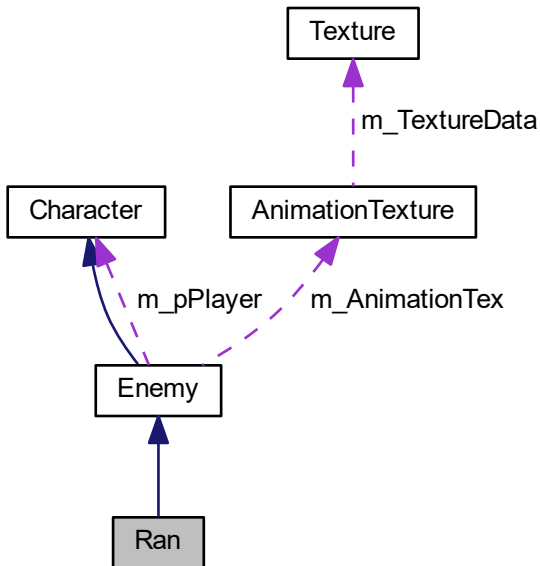 Texture
m_TextureData
Character
AnimationTexture
m_pPlayer
m_AnimationTex
Enemy
Ran